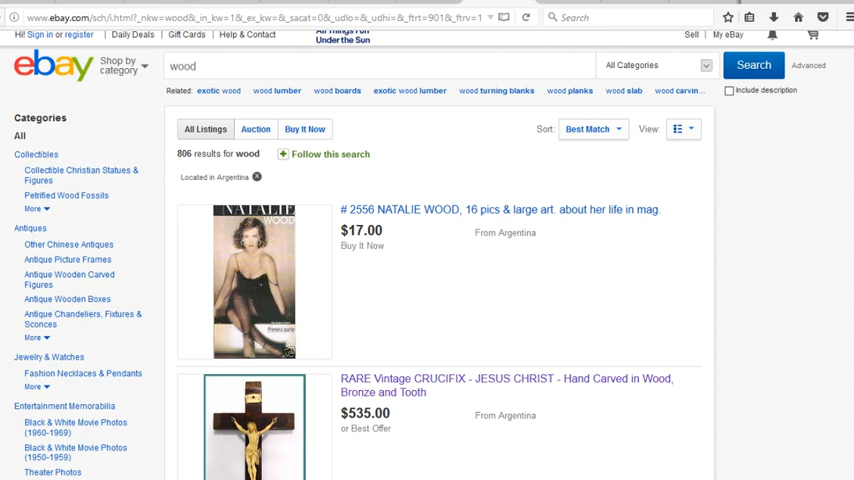 www.ebay.com/sch/i.html?_nkw=wood&_in_kw=1&_ex_kw=&_sacat=0&_udlo=&_udhi=&_ftrt=901&_ftrv=1
Search
Hi! Sign in or register
Daily Deals
Gift Cards
Help & Contact
Under the Sun
Sell
My eBay
ebay
Shop by
category
wood
All Categories
Search
Advanced
Related:
exotic wood
wood lumber
wood boards
exotic wood lumber
wood turning blanks
wood planks
wood slab
wood carvin...
Include description
Categories
All
Collectibles
Collectible Christian Statues &
Figures
Petrified Wood Fossils
More
Antiques
Other Chinese Antiques
Antique Picture Frames
Antique Wooden Carved
Figures
Antique Wooden Boxes
Antique Chandeliers, Fixtures &
Sconces
More
Jewelry & Watches
Fashion Necklaces & Pendants
More
Entertainment Memorabilia
Black & White Movie Photos
(1960-1969)
Black & White Movie Photos
(1950-1959)
Theater Photos
All Listings
Auction
Buy It Now
Sort:
Best Match
View:
806 results for wood
Follow this search
Located in Argentina
NATALIE
WOOD
Primera parte
# 2556 NATALIE WOOD, 16 pics & large art. about her life in mag.
$17.00
From Argentina
Buy It Now
RARE Vintage CRUCIFIX - JESUS CHRIST - Hand Carved in Wood,
Bronze and Tooth
$535.00
From Argentina
or Best Offer